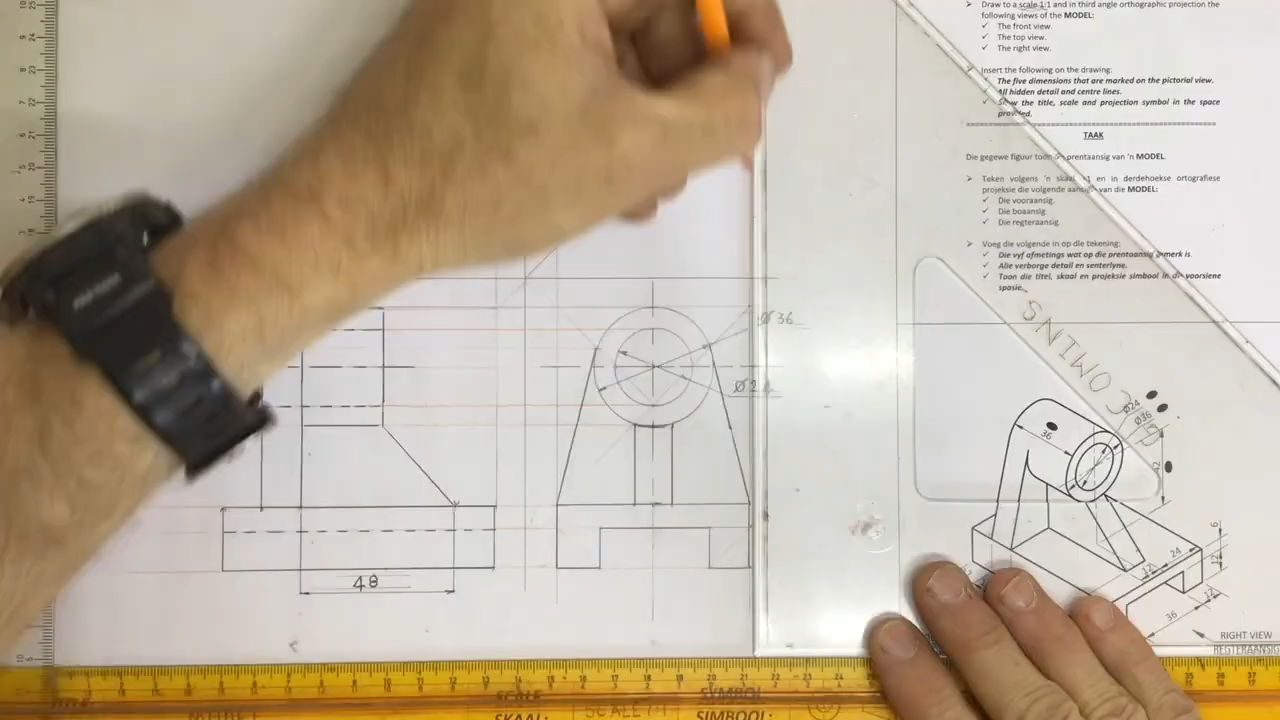 Draw to a scale 1:1 and in third angle orthographic projection the
following views of the MODEL:
✓ The front view.
✓ The top view.
✓ The right view.
Insert the following on the drawing:
The five dimensions that are marked on the pictorial view.
All hidden detail and centre lines.
✓ Show the title, scale and projection symbol in the space
provided.
TAAK
Die gegewe figuur toon prentaansig van 'n MODEL.
Teken volgens 'n skaal en in derdehoekse ortografiese
projeksie die volgende van die MODEL:
✓ Die vooraansig.
✓ Die boaansig.
✓ Die regteraansig.
Voeg die volgende in op die tekening:
✓ Die vyf afmetings wat op die prentaansig gemerk is.
✓ Alle verborge detail en senterlyne.
✓ Toon die titel, skaal en projeksie simbool in die voorsiene
spasie.
Ø 36
48
Ø24
Ø36
36
42
6
24
12
12
12
36
RIGHT VIEW
REGTERAANSIG
SCALE
SKAAL:
SCALE 1:1
SYMBOL
SIMBOOL: